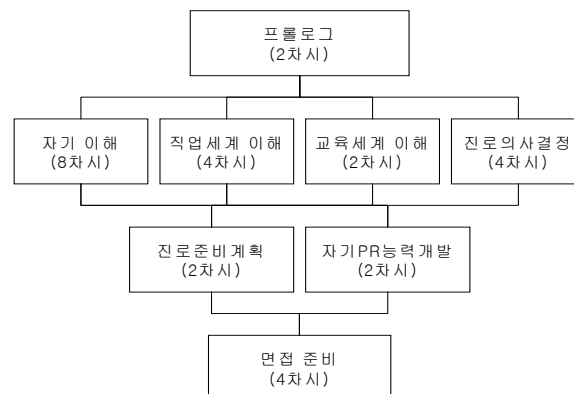 프롤로그
(2차시)
자기 이해
(8차시)
직업세계 이해
(4차시)
교육세계 이해
(2차시)
진로의사결정
(4차시)
진로준비계획
(2차시)
자기PR능력개발
(2차시)
면접 준비
(4차시)